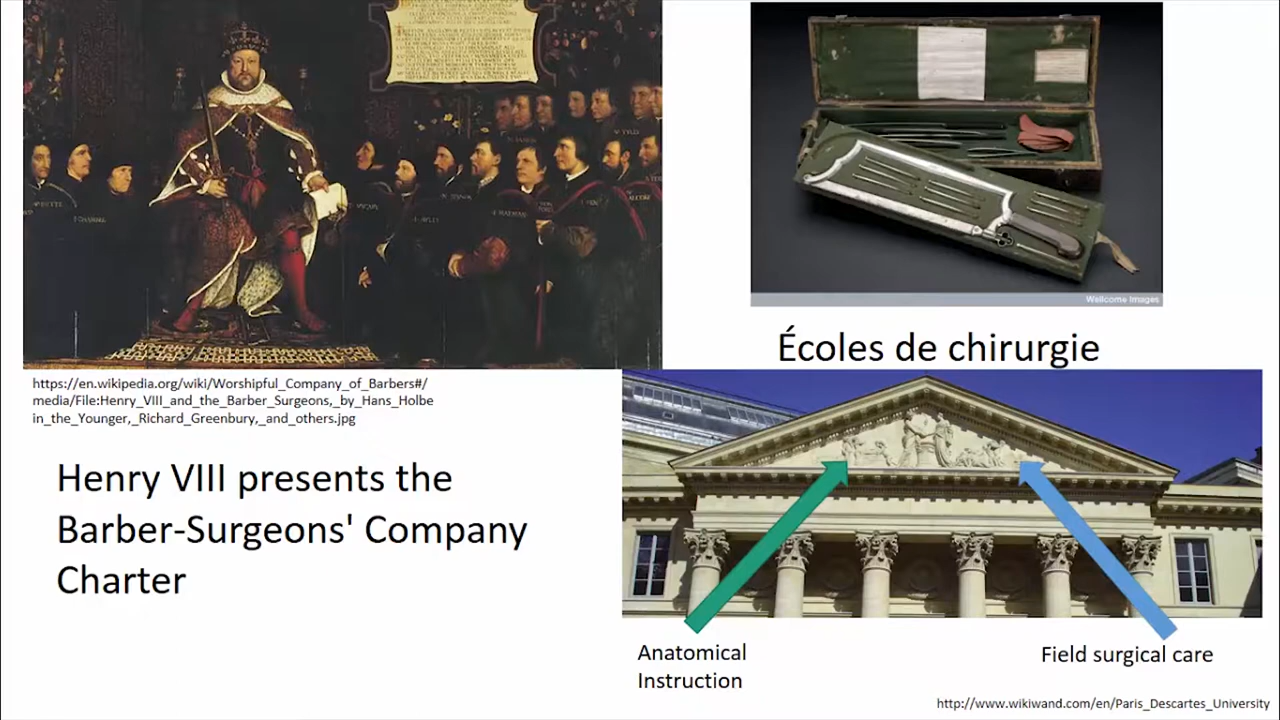 https://en.wikipedia.org/wiki/Worshipful_Company_of_Barbers#/
media/File:Henry_VIII_and_the_Barber_Surgeons,_by_Hans_Holbe
in_the_Younger,_Richard_Greenbury,_and_others.jpg
Henry VIII presents the
Barber-Surgeons' Company
Charter
Wellcome Images
Écoles de chirurgie
Anatomical
Instruction
Field surgical care
http://www.wikiwand.com/en/Paris_Descartes_University